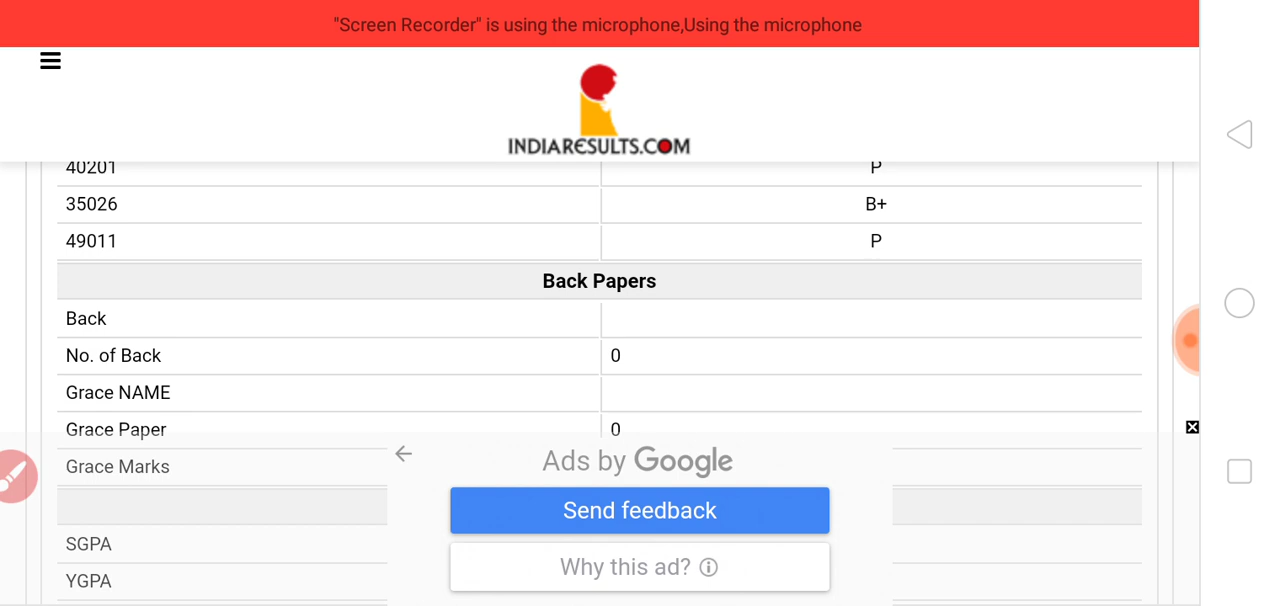 "Screen Recorder" is using the microphone,Using the microphone
INDIARESULTS.COM
40201 P
35026 B+
49011 P
Back Papers
Back
No. of Back 0
Grace NAME
Grace Paper 0
Grace Marks
Ads by Google
Send feedback
SGPA
Why this ad?
YGPA